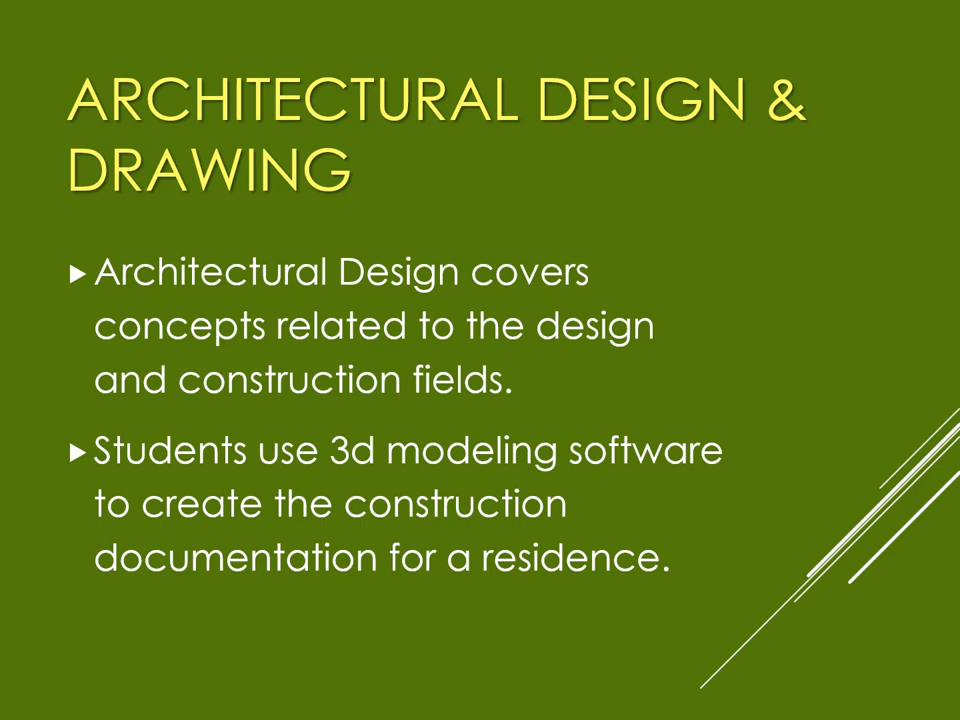 ARCHITECTURAL DESIGN &
DRAWING
Architectural Design covers
concepts related to the design
and construction fields.
Students use 3d modeling software
to create the construction
documentation for a residence.